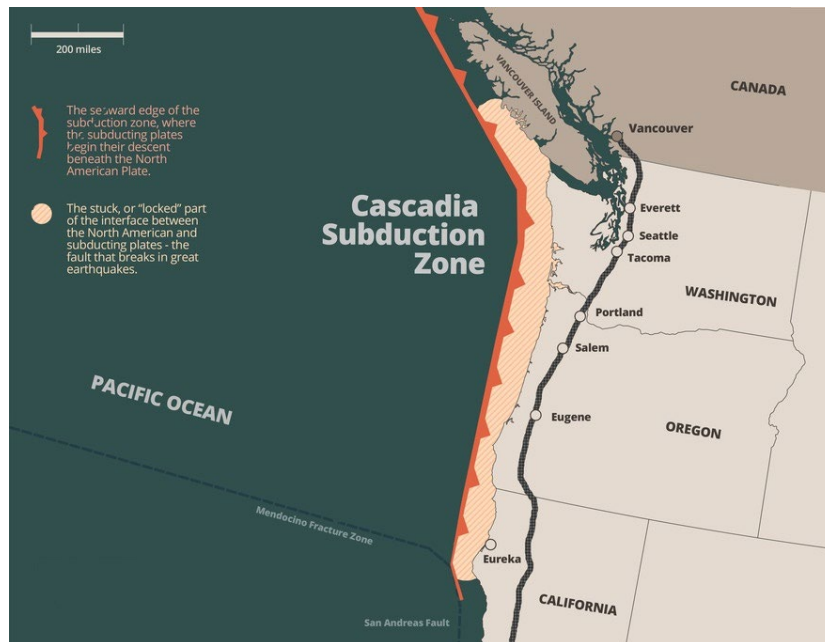 200 miles
The seaward edge of the
subduction zone, where
the subducting plates
begin their descent
beneath the North
American Plate.
The stuck, or "locked" part
of the interface between
the North American and
subducting plates - the
fault that breaks in great
earthquakes.
Cascadia
Subduction
Zone
PACIFIC OCEAN
Mendocino Fracture Zone
San Andreas Fault
VANCOUVER ISLAND
CANADA
Vancouver
Everett
Seattle
Tacoma
WASHINGTON
Portland
Salem
Eugene
OREGON
Eureka
CALIFORNIA